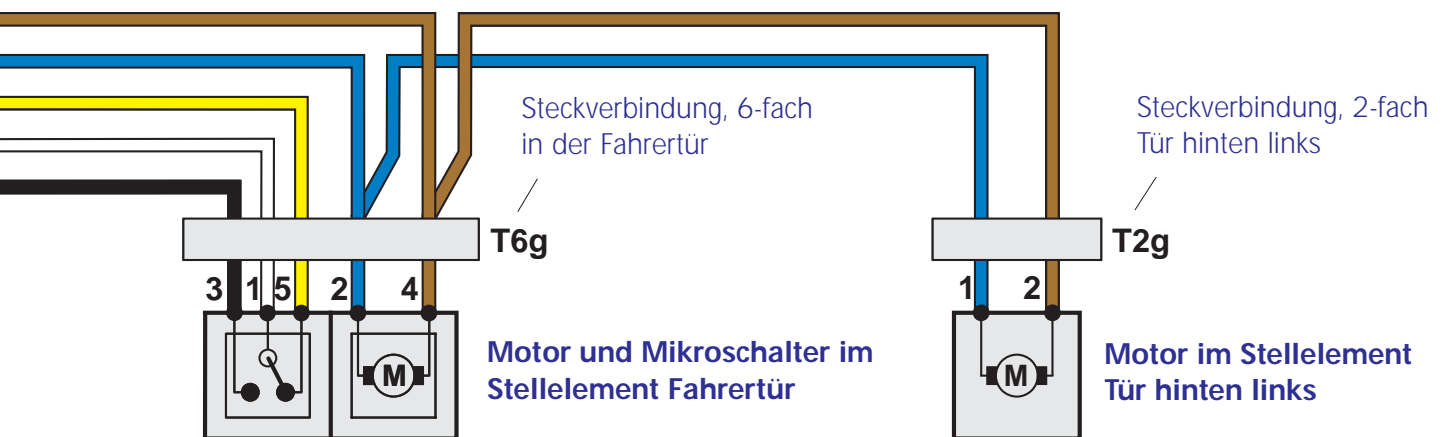 Steckverbindung, 6-fach
in der Fahrertür
Steckverbindung, 2-fach
Tür hinten links
T6g
T2g
3 1 5 2 4
1 2
M
M
Motor und Mikroschalter im
Stellelement Fahrertür
Motor im Stellelement
Tür hinten links